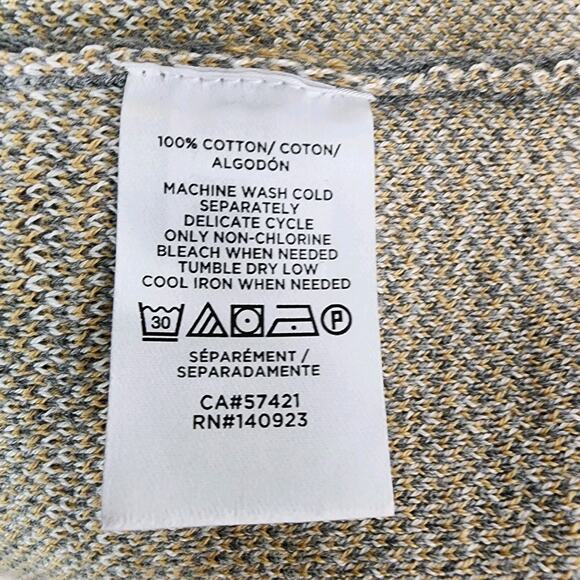 100% COTTON/ COTON/
ALGODÓN
MACHINE WASH COLD
SEPARATELY
DELICATE CYCLE
ONLY NON-CHLORINE
BLEACH WHEN NEEDED
TUMBLE DRY LOW
COOL IRON WHEN NEEDED
30 P
SÉPARÉMENT /
SEPARADAMENTE
CA#57421
RN#140923